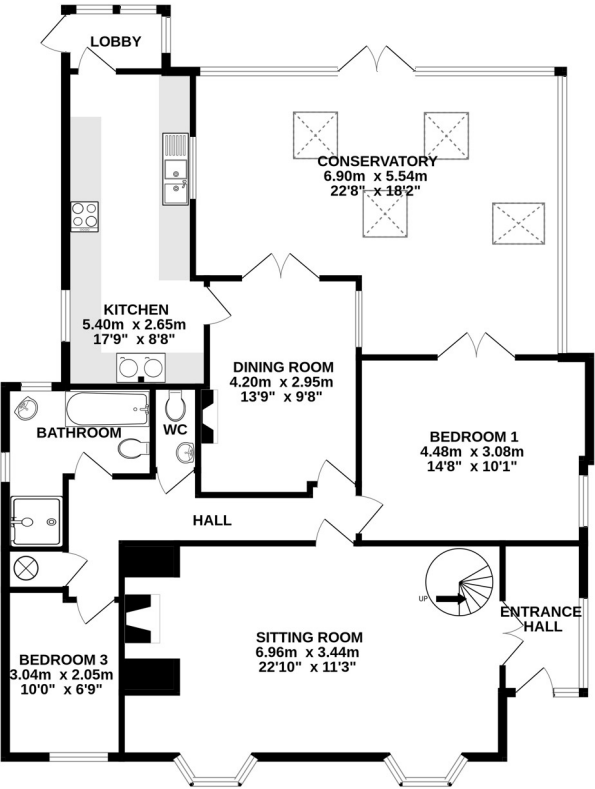 LOBBY
CONSERVATORY
6.90m x 5.54m
22'8" x 18'2"
KITCHEN
5.40m x 2.65m
17'9" x 8'8"
DINING ROOM
4.20m x 2.95m
13'9" x 9'8"
BATHROOM
WC
BEDROOM 1
4.48m x 3.08m
14'8" x 10'1"
HALL
UP
ENTRANCE
HALL
SITTING ROOM
6.96m x 3.44m
22'10" x 11'3"
BEDROOM 3
3.04m x 2.05m
10'0" x 6'9"